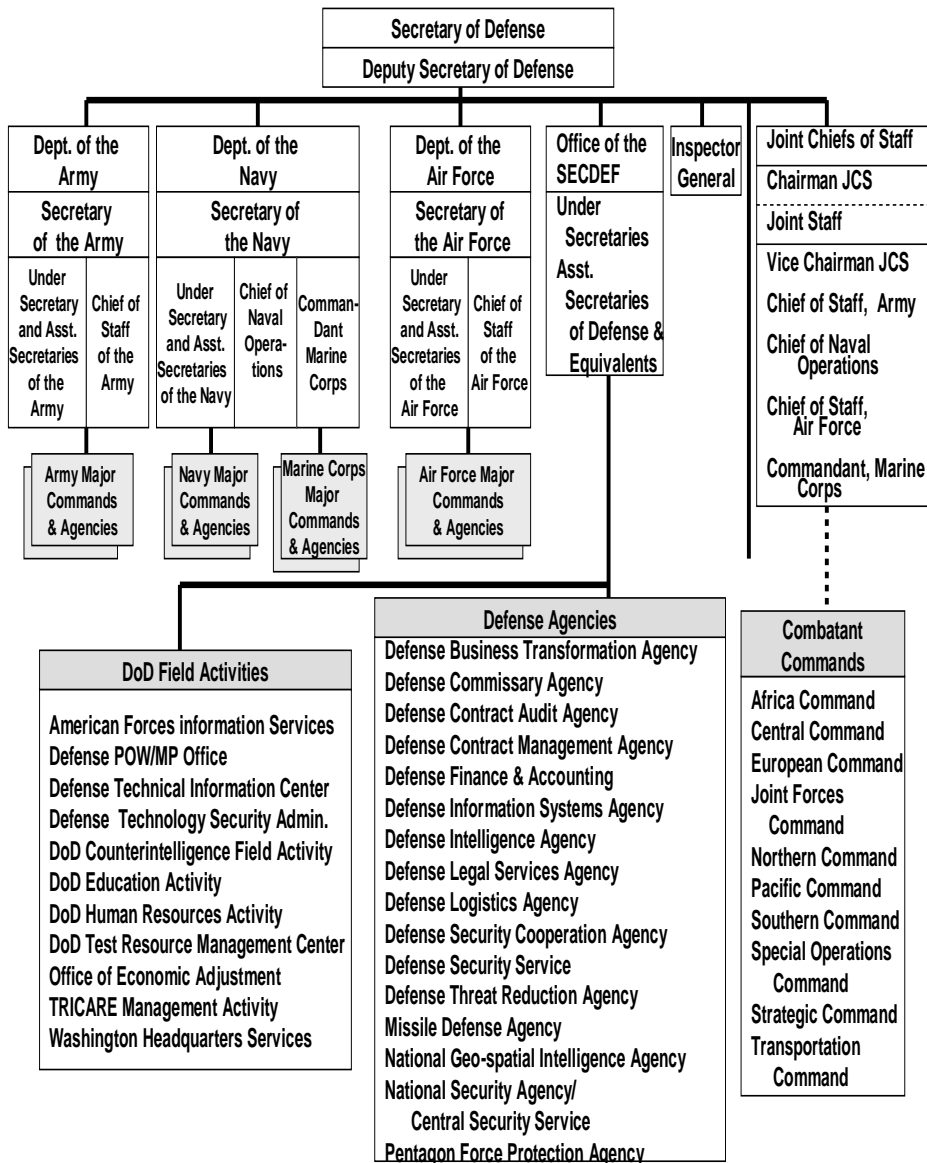 Secretary of Defense
Deputy Secretary of Defense
Dept. of the
Army
Secretary
of the Army
Under
Secretary
and Asst.
Secretaries
of the
Army
Chief of
Staff
of the
Army
Army Major
Commands
& Agencies
Dept. of the
Navy
Secretary of
the Navy
Under
Secretary
and Asst.
Secretaries
of the Navy
Chief of
Naval
Opera-
tions
Comman-
Dant
Marine
Corps
Navy Major
Commands
& Agencies
Marine Corps
Major
Commands
& Agencies
Dept. of the
Air Force
Secretary of
the Air Force
Under
Secretary
and Asst.
Secretaries
of the
Air Force
Chief of
Staff
of the
Air Force
Air Force Major
Commands
& Agencies
Office of the
SECDEF
Under
Secretaries
Asst.
Secretaries
of Defense &
Equivalents
Inspector
General
Joint Chiefs of Staff
Chairman JCS
Joint Staff
Vice Chairman JCS
Chief of Staff, Army
Chief of Naval
Operations
Chief of Staff,
Air Force
Commandant, Marine
Corps
DoD Field Activities
American Forces information Services
Defense POW/MP Office
Defense Technical Information Center
Defense Technology Security Admin.
DoD Counterintelligence Field Activity
DoD Education Activity
DoD Human Resources Activity
DoD Test Resource Management Center
Office of Economic Adjustment
TRICARE Management Activity
Washington Headquarters Services
Defense Agencies
Defense Business Transformation Agency
Defense Commissary Agency
Defense Contract Audit Agency
Defense Contract Management Agency
Defense Finance & Accounting
Defense Information Systems Agency
Defense Intelligence Agency
Defense Legal Services Agency
Defense Logistics Agency
Defense Security Cooperation Agency
Defense Security Service
Defense Threat Reduction Agency
Missile Defense Agency
National Geo-spatial Intelligence Agency
National Security Agency/
Central Security Service
Pentagon Force Protection Agency
Combatant
Commands
Africa Command
Central Command
European Command
Joint Forces
Command
Northern Command
Pacific Command
Southern Command
Special Operations
Command
Strategic Command
Transportation
Command